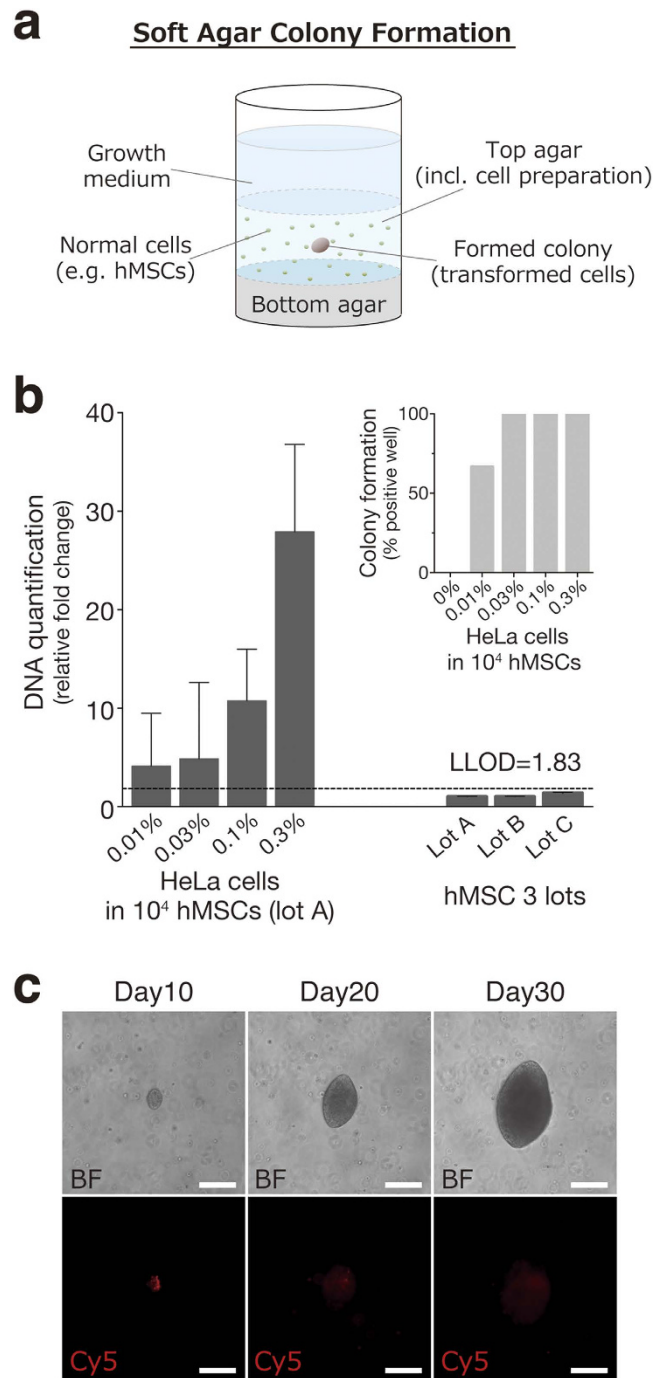 a
Soft Agar Colony Formation
Growth
medium
Top agar
(incl. cell preparation)
Normal cells
(e.g. hMSCs)
Formed colony
(transformed cells)
Bottom agar
b
DNA quantification
(relative fold change)
40
30
20
10
0
0.01%
0.03%
0.1%
0.3%
HeLa cells
in 10⁴ hMSCs (lot A)
Colony formation
(% positive well)
100
50
0
0%
0.01%
0.03%
0.1%
0.3%
HeLa cells
in 10⁴ hMSCs
LLOD=1.83
Lot A
Lot B
Lot C
hMSC 3 lots
c
Day10
Day20
Day30
BF
BF
BF
Cy5
Cy5
Cy5